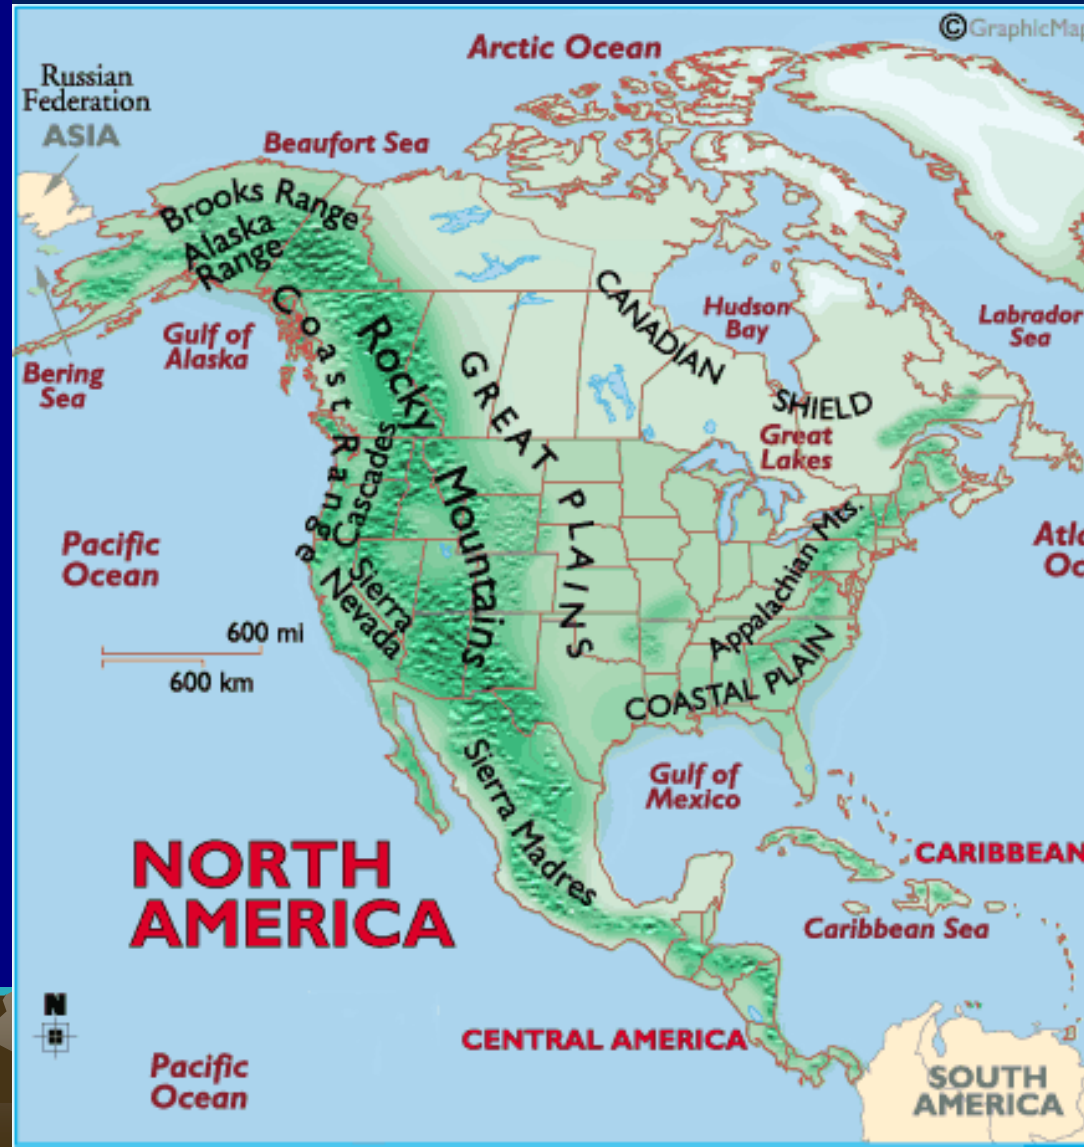 © GraphicMap
Arctic Ocean
Russian
Federation
ASIA
Beaufort Sea
Brooks Range
Alaska
Range
Gulf of
Alaska
Bering
Sea
Coast Range
Rocky Mountains
Cascades
Sierra
Nevada
GREAT PLAINS
CANADIAN SHIELD
Hudson
Bay
Labrador
Sea
Great
Lakes
Appalachian Mts.
COASTAL PLAIN
Pacific
Ocean
Atl
Oc
600 mi
600 km
Sierra Madres
Gulf of
Mexico
NORTH
AMERICA
CARIBBEAN
Caribbean Sea
N
CENTRAL AMERICA
Pacific
Ocean
SOUTH
AMERICA